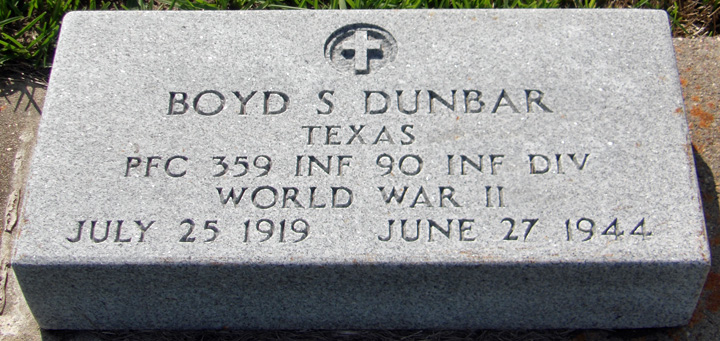 BOYD S DUNBAR
TEXAS
PFC 359 INF 90 INF DIV
WORLD WAR II
JULY 25 1919 JUNE 27 1944